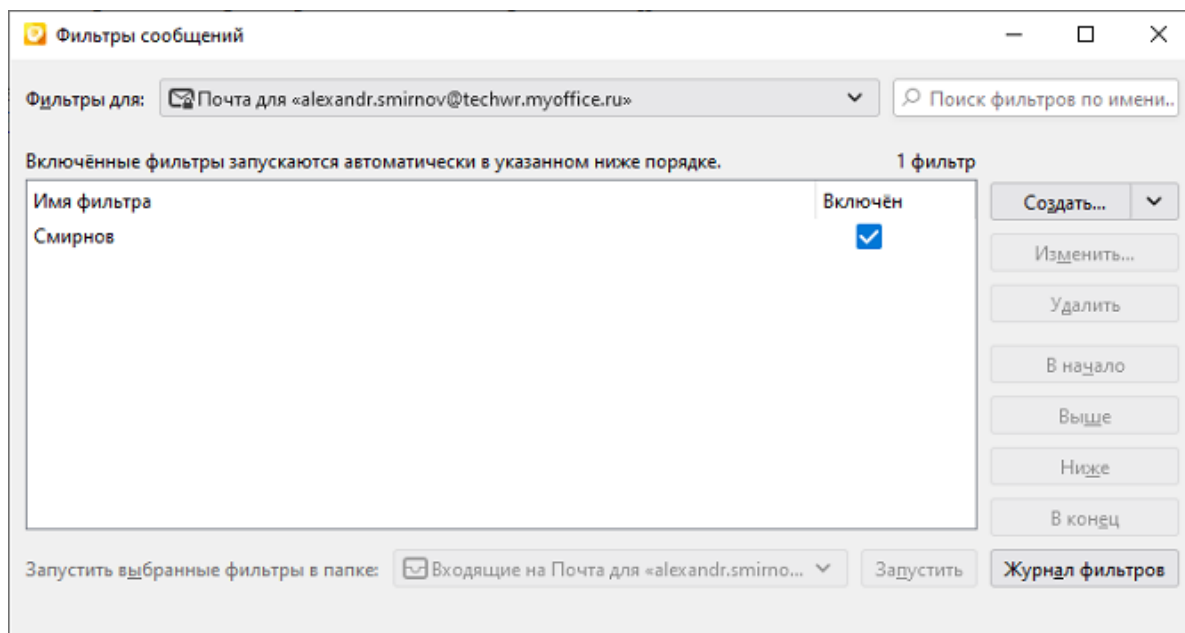 Фильтры сообщений
Фильтры для: Почта для «alexandr.smirnov@techwr.myoffice.ru» Поиск фильтров по имени..
Включённые фильтры запускаются автоматически в указанном ниже порядке. 1 фильтр
Имя фильтра Включён
Создать...
Смирнов
Изменить...
Удалить
В начало
Выше
Ниже
В конец
Запустить выбранные фильтры в папке: Входящие на Почта для «alexandr.smirno... Запустить Журнал фильтров